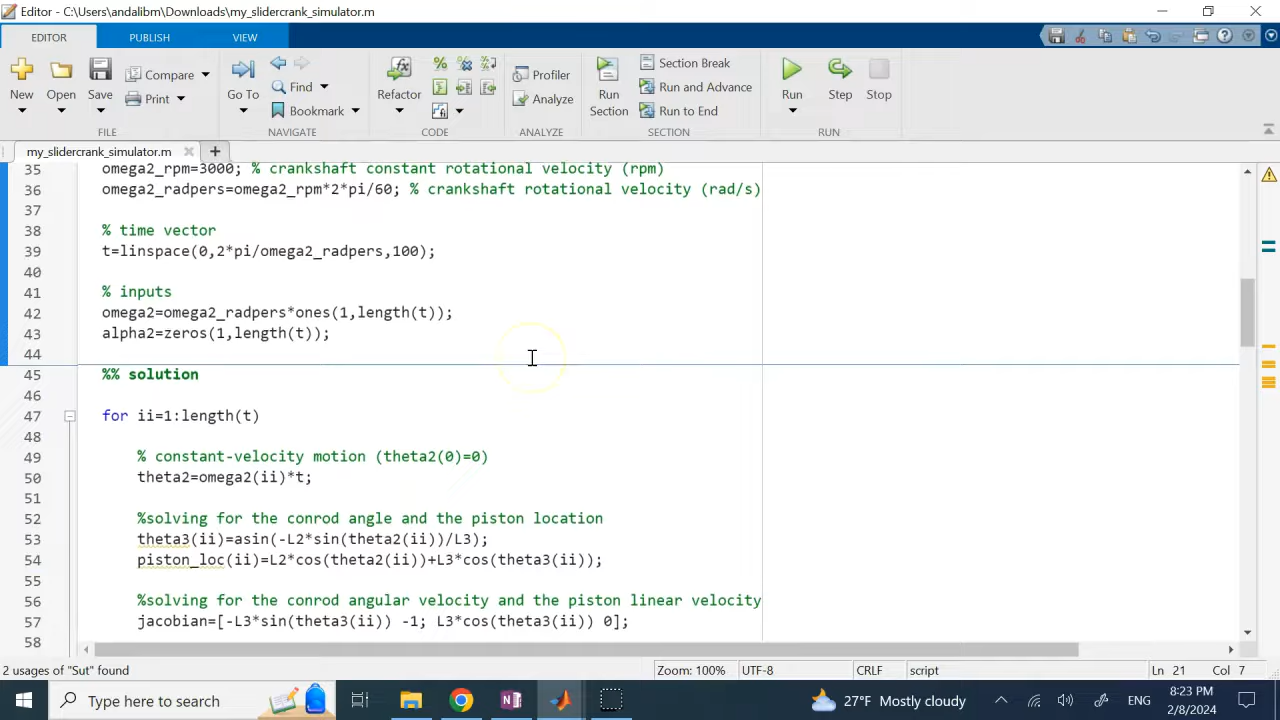 Editor - C:\Users\andalibm\Downloads\my_slidercrank_simulator.m
EDITOR PUBLISH VIEW
New Open Save Compare Print
Go To Find Bookmark
Refactor
Profiler Analyze
Run Section Section Break Run and Advance Run to End
Run Step Stop
FILE NAVIGATE CODE ANALYZE SECTION RUN
my_slidercrank_simulator.m
35 omega2_rpm=3000; % crankshaft constant rotational velocity (rpm)
36 omega2_radpers=omega2_rpm*2*pi/60; % crankshaft rotational velocity (rad/s)
37
38 % time vector
39 t=linspace(0,2*pi/omega2_radpers,100);
40
41 % inputs
42 omega2=omega2_radpers*ones(1,length(t));
43 alpha2=zeros(1,length(t));
44
45 %% solution
46
47 for ii=1:length(t)
48
49 % constant-velocity motion (theta2(0)=0)
50 theta2=omega2(ii)*t;
51
52 %solving for the conrod angle and the piston location
53 theta3(ii)=asin(-L2*sin(theta2(ii))/L3);
54 piston_loc(ii)=L2*cos(theta2(ii))+L3*cos(theta3(ii));
55
56 %solving for the conrod angular velocity and the piston linear velocity
57 jacobian=[-L3*sin(theta3(ii)) -1; L3*cos(theta3(ii)) 0];
58
2 usages of "Sut" found Zoom: 100% UTF-8 CRLF script Ln 21 Col 7
Type here to search 27°F Mostly cloudy ENG 8:23 PM
2/8/2024